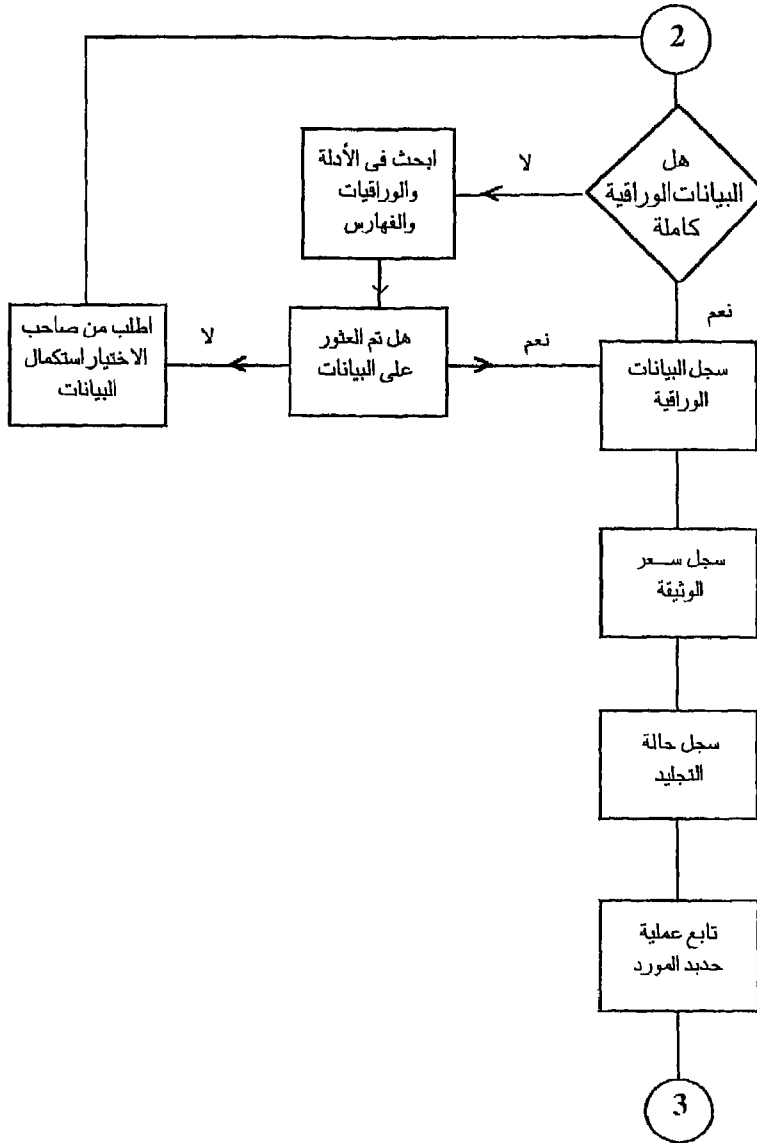 2
هل
البيانات الوراقية
كاملة
لا
ابحث فى الأدلة
والوراقيات
والفهارس
نعم
هل تم العثور
على البيانات
لا
اطلب من صاحب
الاختيار استكمال
البيانات
نعم
سجل البيانات
الوراقية
سجل سعر
الوثيقة
سجل حالة
التجليد
تابع عملية
حدبد المورد
3